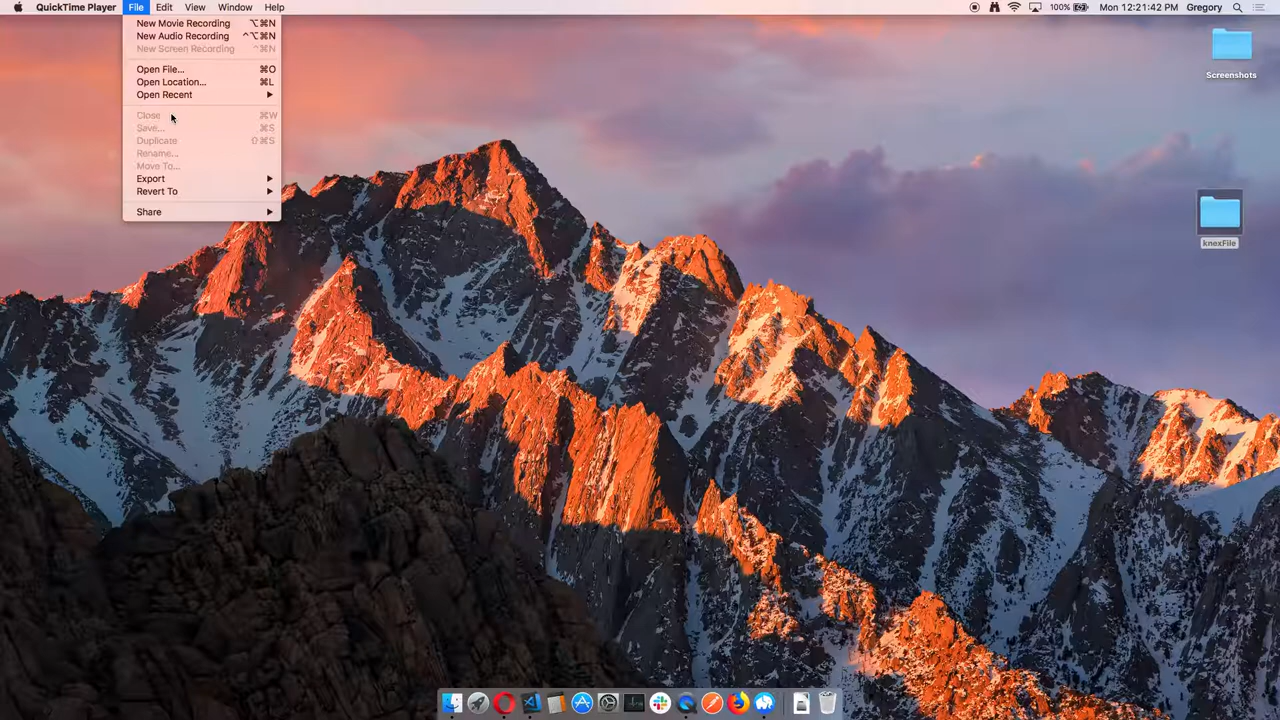 QuickTime Player File Edit View Window Help 100% Mon 12:21:42 PM Gregory
New Movie Recording ⌥⌘N
New Audio Recording ^⌥⌘N
New Screen Recording ^⌘N
Open File... ⌘O
Open Location... ⌘L
Open Recent
Close ⌘W
Save... ⌘S
Duplicate ⇧⌘S
Rename...
Move To...
Export
Revert To
Share
Screenshots
knexFile